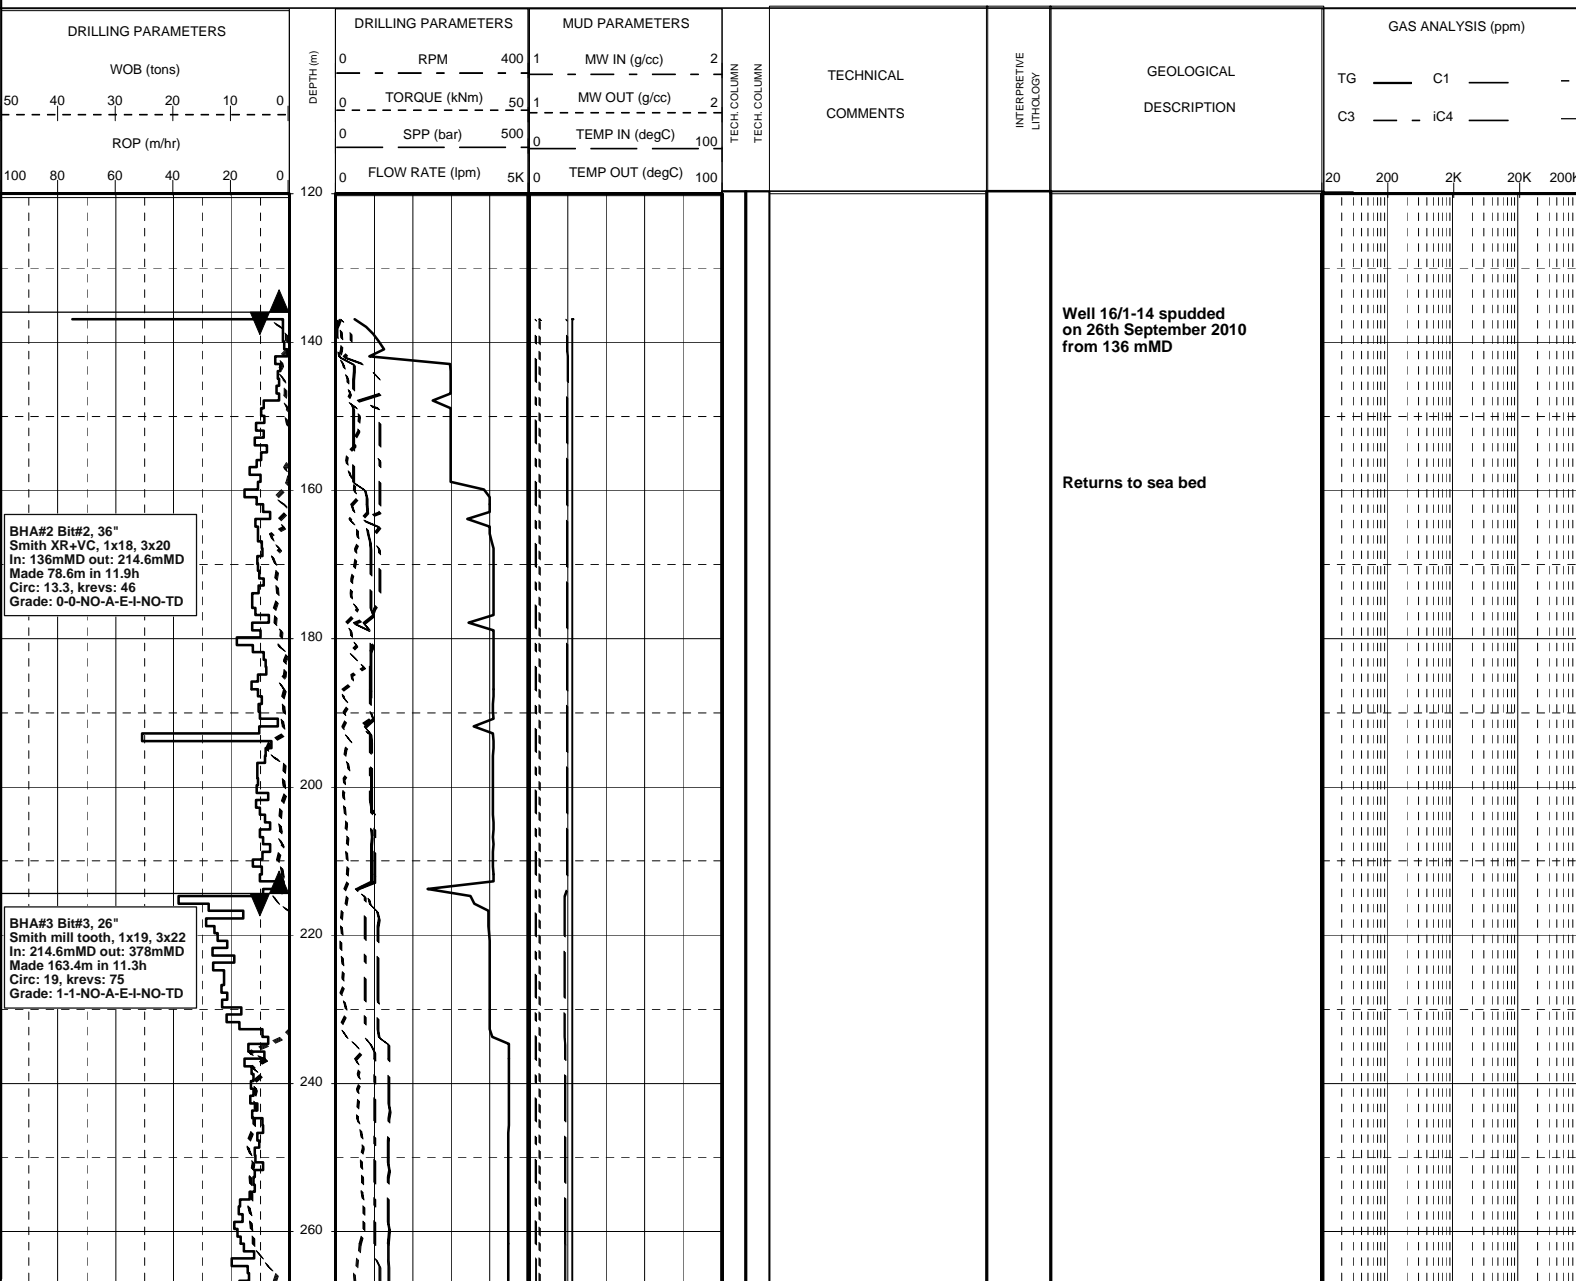 DRILLING PARAMETERS
WOB (tons)
50 40 30 20 10 0
ROP (m/hr)
100 80 60 40 20 0
DEPTH (m)
DRILLING PARAMETERS
0 RPM 400
0 TORQUE (kNm) 50
0 SPP (bar) 500
0 FLOW RATE (lpm) 5K
MUD PARAMETERS
1 MW IN (g/cc) 2
1 MW OUT (g/cc) 2
0 TEMP IN (degC) 100
0 TEMP OUT (degC) 100
TECH. COLUMN
TECH. COLUMN
TECHNICAL
COMMENTS
INTERPRETIVE
LITHOLOGY
GEOLOGICAL
DESCRIPTION
GAS ANALYSIS (ppm)
TG C1
C3 iC4
20 200 2K 20K 200K
120
140
160
180
200
220
240
260
Well 16/1-14 spudded
on 26th September 2010
from 136 mMD
Returns to sea bed
BHA#2 Bit#2, 36"
Smith XR+VC, 1x18, 3x20
In: 136mMD out: 214.6mMD
Made 78.6m in 11.9h
Circ: 13.3, krevs: 46
Grade: 0-0-NO-A-E-I-NO-TD
BHA#3 Bit#3, 26"
Smith mill tooth, 1x19, 3x22
In: 214.6mMD out: 378mMD
Made 163.4m in 11.3h
Circ: 19, krevs: 75
Grade: 1-1-NO-A-E-I-NO-TD